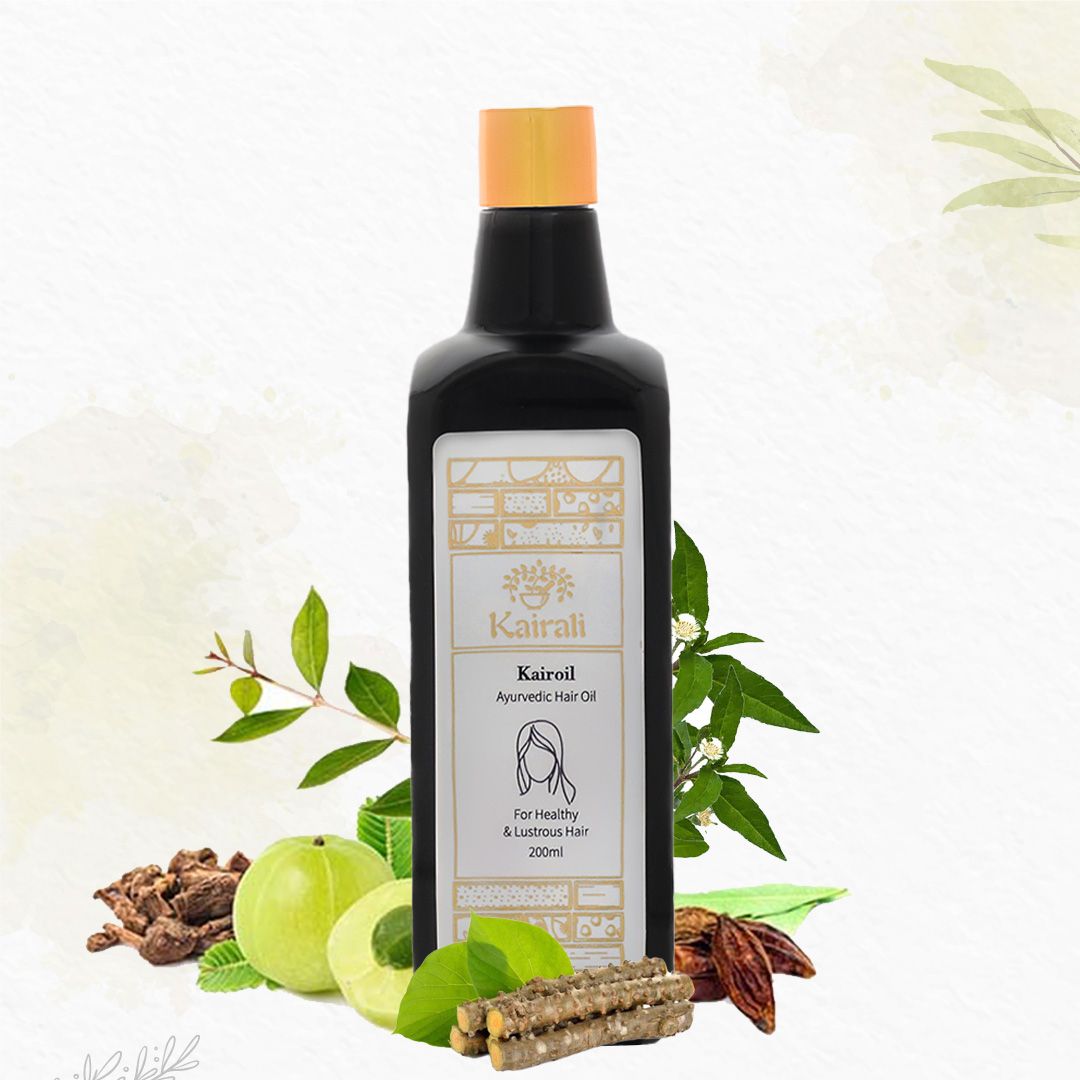 Kairali
Kairoil
Ayurvedic Hair Oil
For Healthy
& Lustrous Hair
200ml